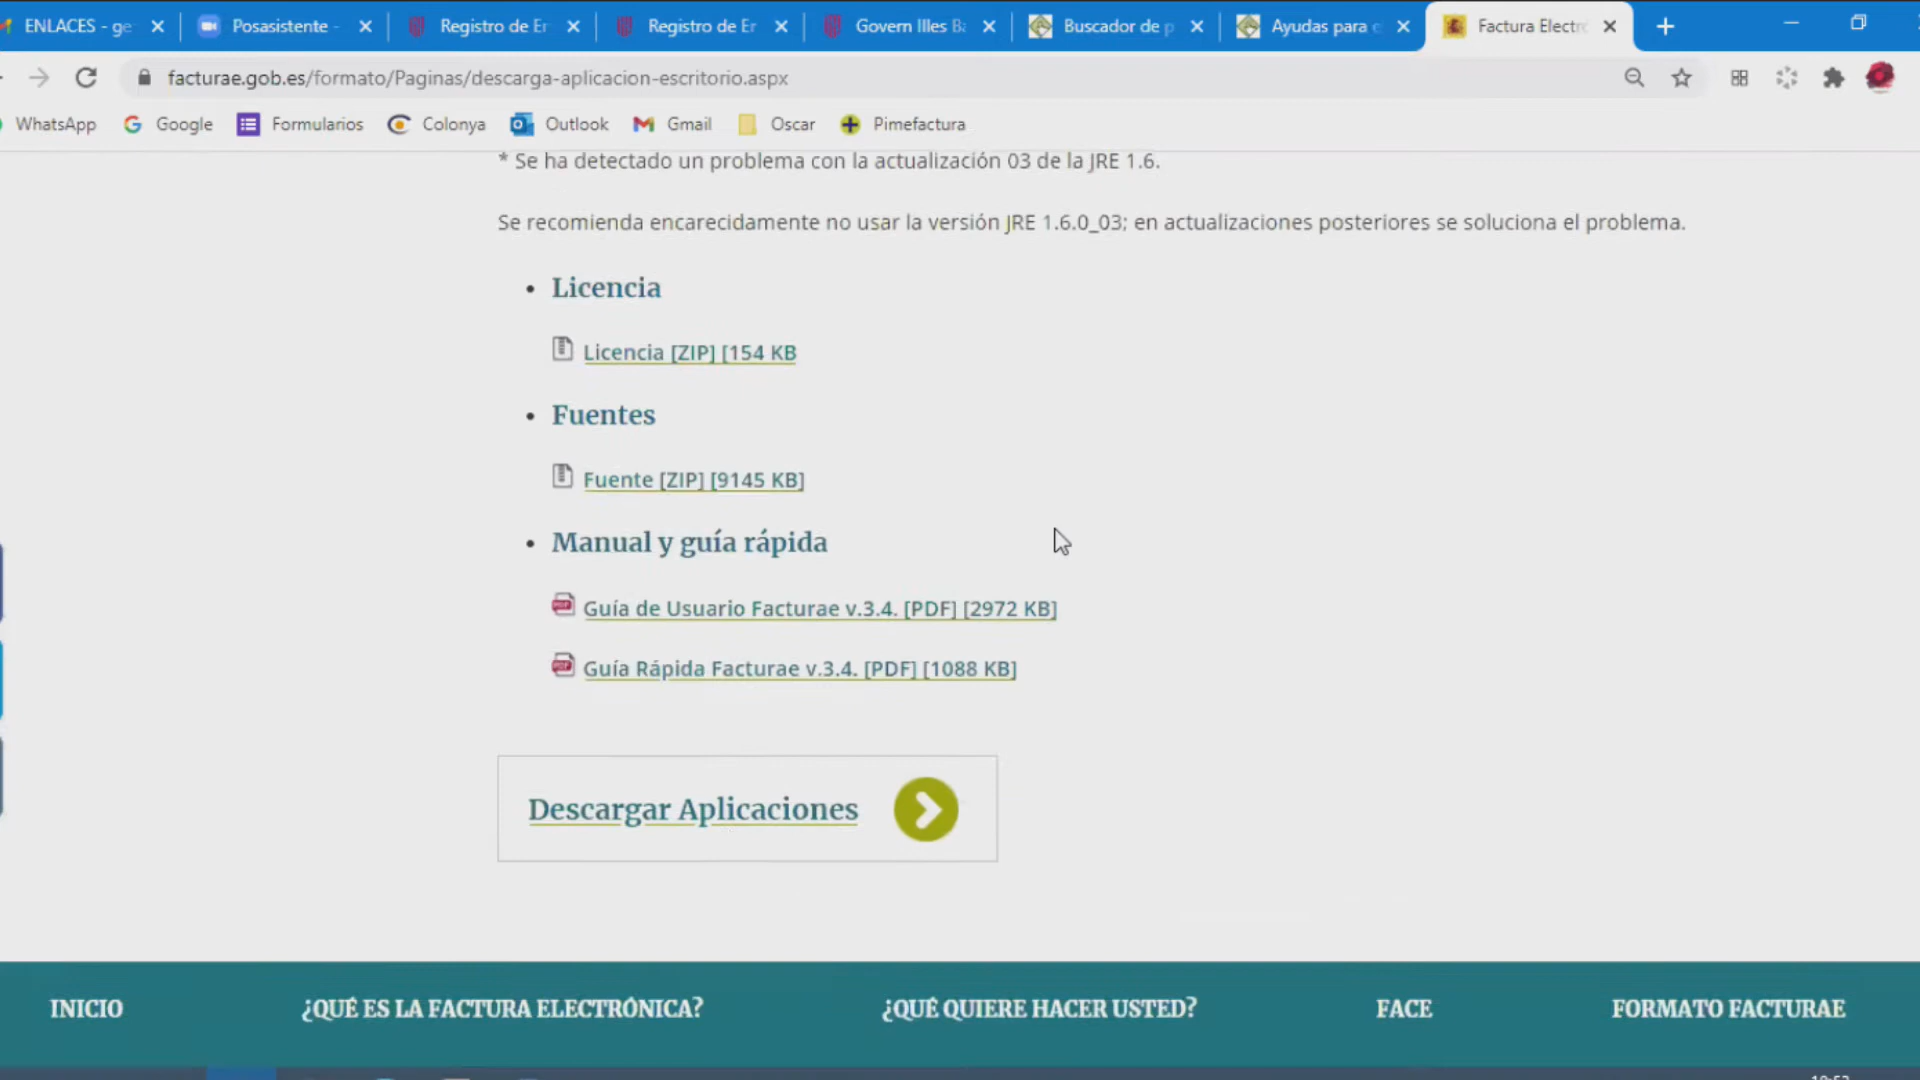 ENLACES - ge
Posasistente -
Registro de Er
Registro de Er
Govern Illes Ba
Buscador de p
Ayudas para e
Factura Electró
facturae.gob.es/formato/Paginas/descarga-aplicacion-escritorio.aspx
WhatsApp
Google
Formularios
Colonya
Outlook
Gmail
Oscar
Pimefactura
* Se ha detectado un problema con la actualización 03 de la JRE 1.6.
Se recomienda encarecidamente no usar la versión JRE 1.6.0_03; en actualizaciones posteriores se soluciona el problema.
• Licencia
Licencia [ZIP] [154 KB
• Fuentes
Fuente [ZIP] [9145 KB]
• Manual y guía rápida
Guía de Usuario Facturae v.3.4. [PDF] [2972 KB]
Guía Rápida Facturae v.3.4. [PDF] [1088 KB]
Descargar Aplicaciones
INICIO
¿QUÉ ES LA FACTURA ELECTRÓNICA?
¿QUÉ QUIERE HACER USTED?
FACE
FORMATO FACTURAE